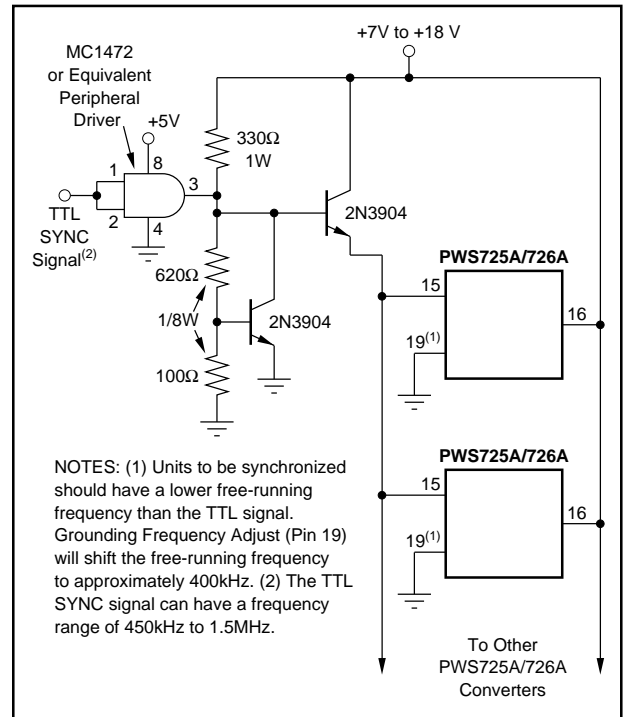 +7V to +18 V
MC1472
or Equivalent
Peripheral
Driver
+5V
330Ω
1W
1
8
3
2
4
TTL
SYNC
Signal(2)
2N3904
620Ω
1/8W
2N3904
100Ω
PWS725A/726A
15
16
19(1)
PWS725A/726A
15
16
19(1)
NOTES: (1) Units to be synchronized
should have a lower free-running
frequency than the TTL signal.
Grounding Frequency Adjust (Pin 19)
will shift the free-running frequency
to approximately 400kHz. (2) The TTL
SYNC signal can have a frequency
range of 450kHz to 1.5MHz.
To Other
PWS725A/726A
Converters